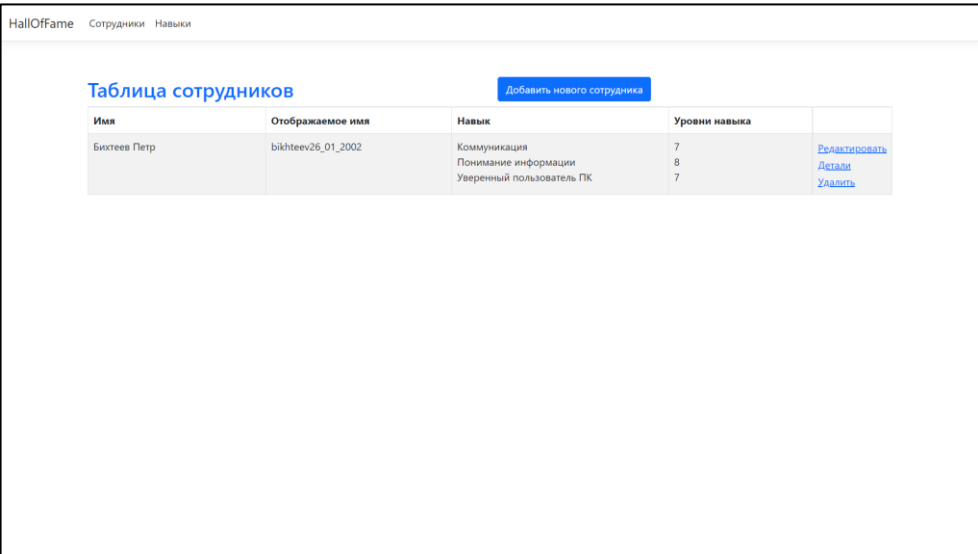 HallOfFame Сотрудники Навыки
Таблица сотрудников Добавить нового сотрудника
Имя Отображаемое имя Навык Уровни навыка
Бихтеев Петр bikhteev26_01_2002 Коммуникация 7 Редактировать
Понимание информации 8 Детали
Уверенный пользователь ПК 7 Удалить